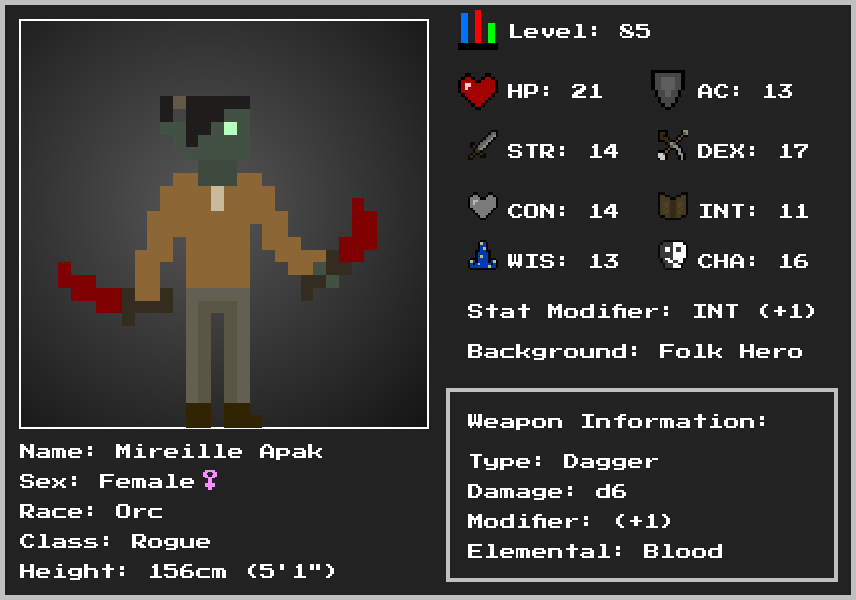 Level: 85
HP: 21 AC: 13
STR: 14 DEX: 17
CON: 14 INT: 11
WIS: 13 CHA: 16
Stat Modifier: INT (+1)
Background: Folk Hero
Weapon Information:
Type: Dagger
Damage: d6
Modifier: (+1)
Elemental: Blood
Name: Mireille Apak
Sex: Female♀
Race: Orc
Class: Rogue
Height: 156cm (5'1")